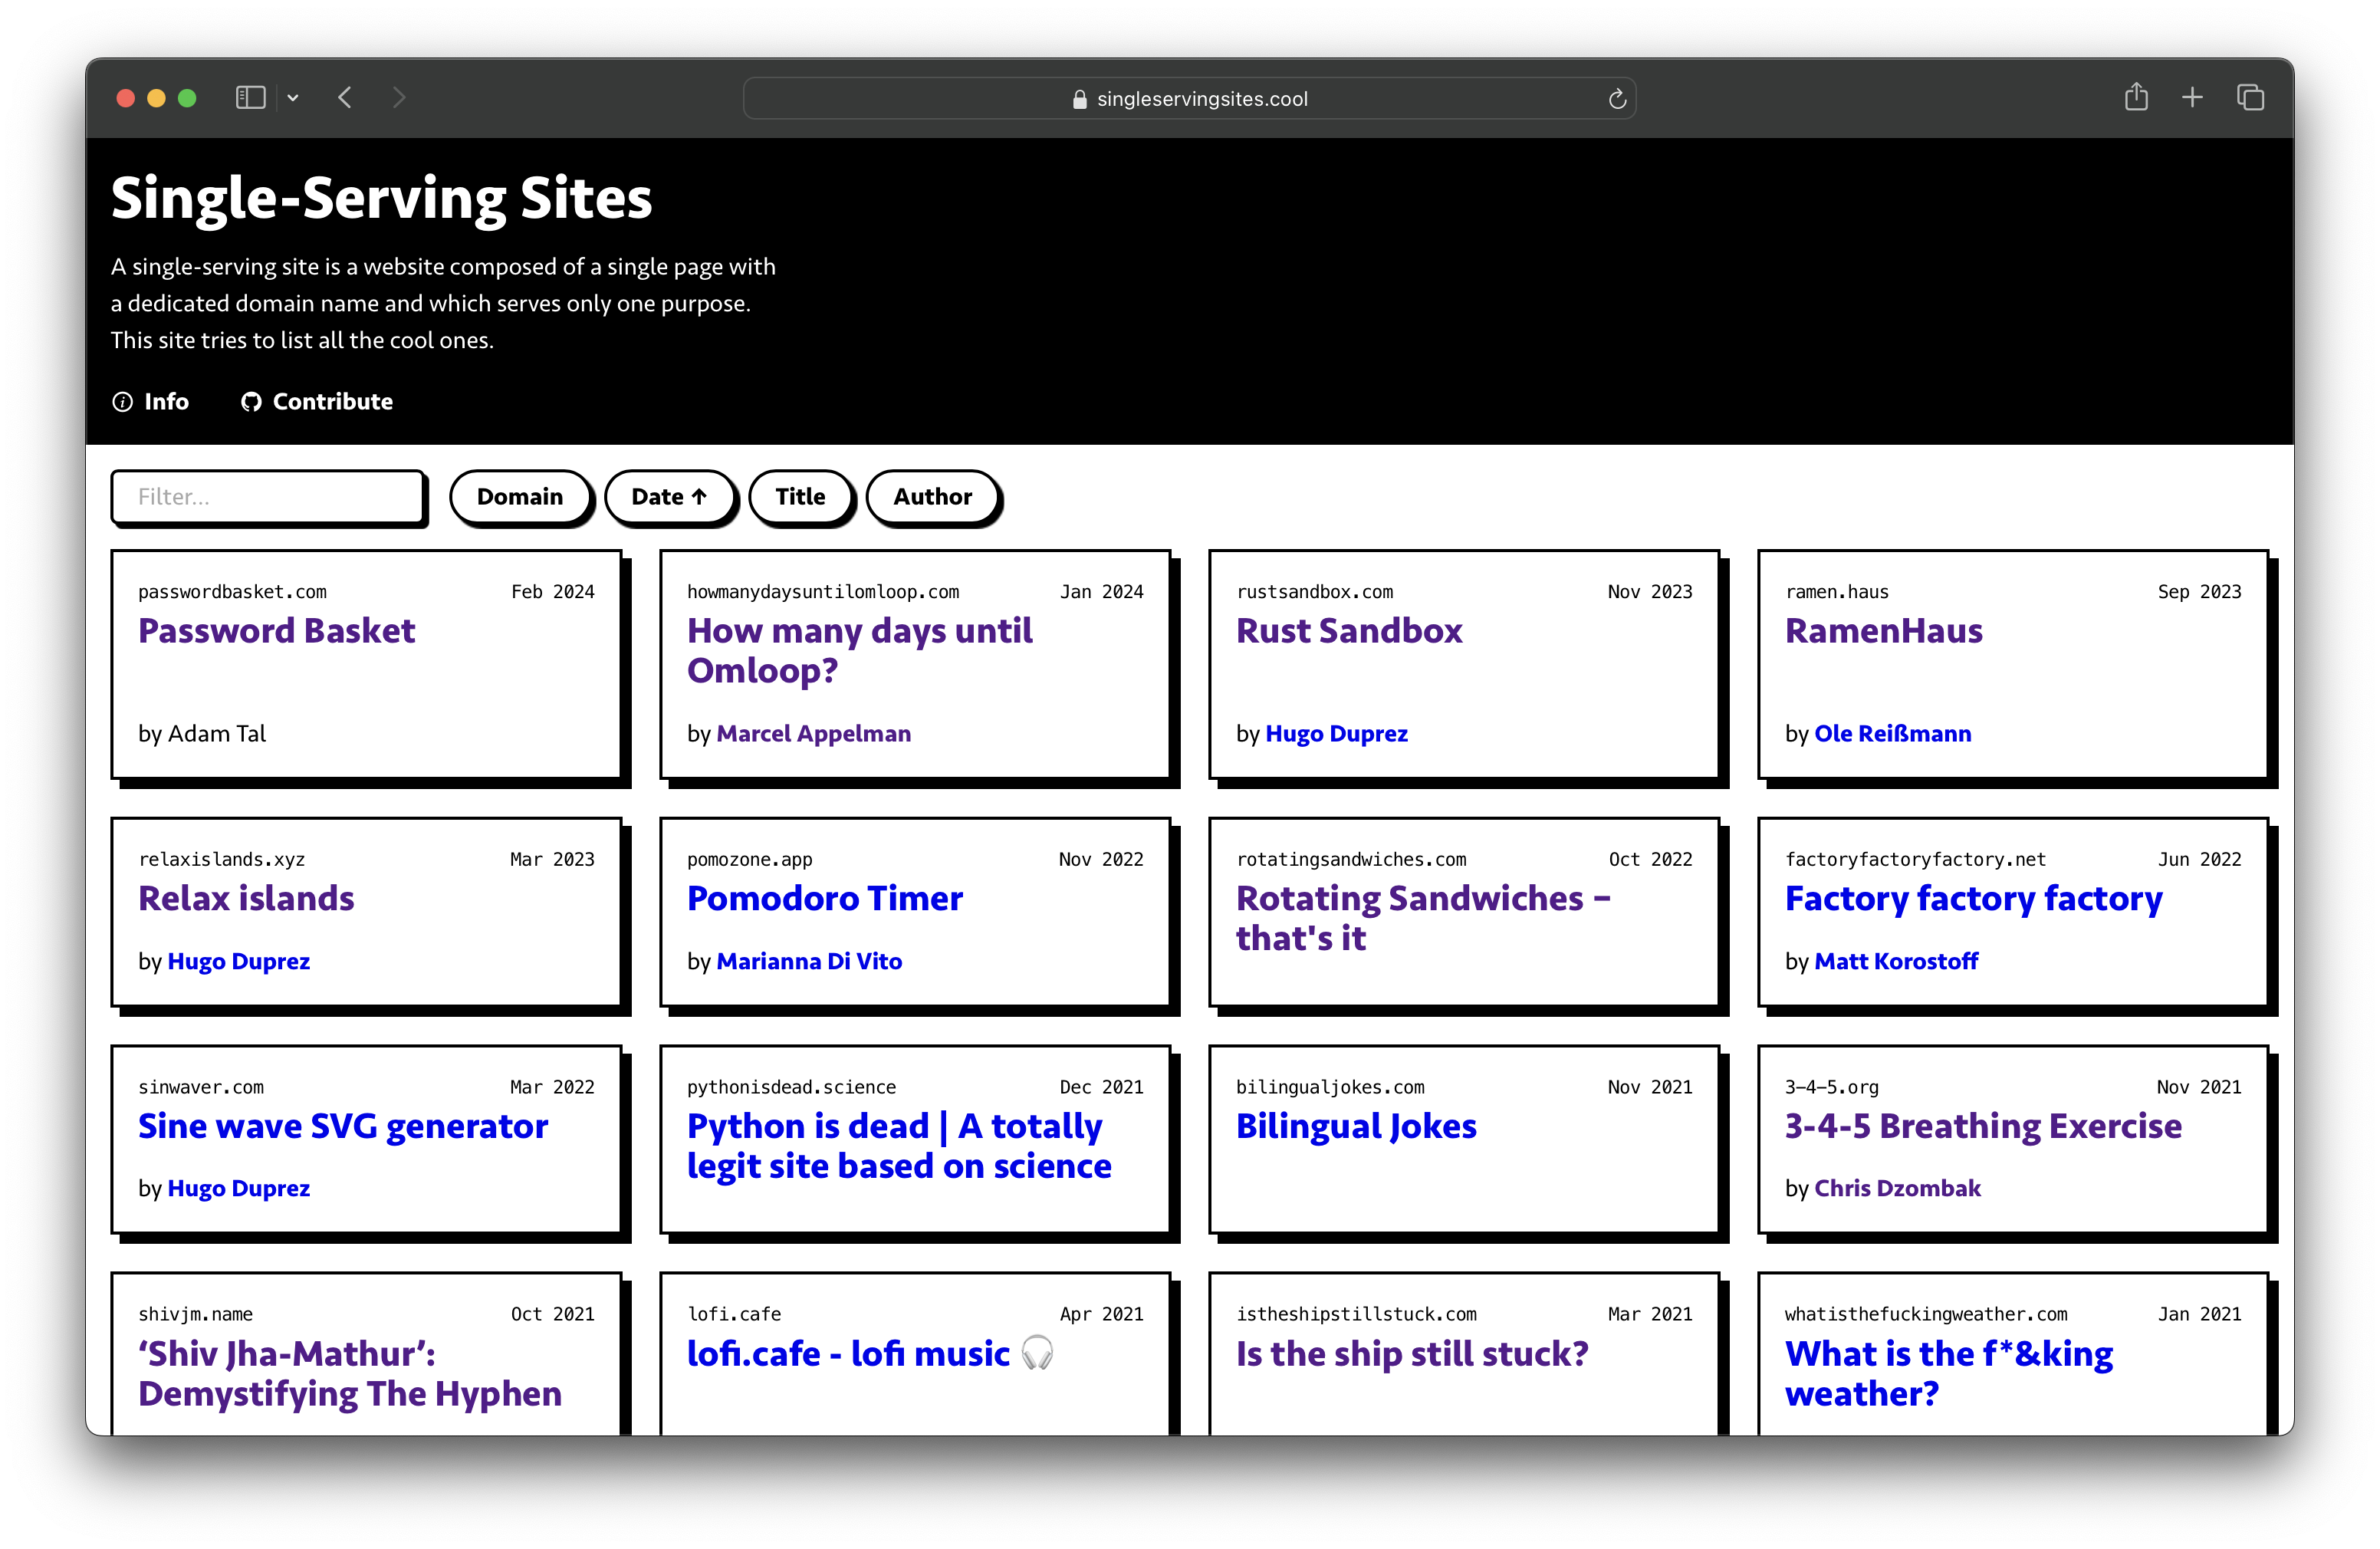 singleservingsites.cool
Single-Serving Sites
A single-serving site is a website composed of a single page with
a dedicated domain name and which serves only one purpose.
This site tries to list all the cool ones.
Info
Contribute
Filter...
Domain
Date ↑
Title
Author
passwordbasket.com
Feb 2024
Password Basket
by Adam Tal
howmanydaysuntilomloop.com
Jan 2024
How many days until
Omloop?
by Marcel Appelman
rustsandbox.com
Nov 2023
Rust Sandbox
by Hugo Duprez
ramen.haus
Sep 2023
RamenHaus
by Ole Reißmann
relaxislands.xyz
Mar 2023
Relax islands
by Hugo Duprez
pomozone.app
Nov 2022
Pomodoro Timer
by Marianna Di Vito
rotatingsandwiches.com
Oct 2022
Rotating Sandwiches –
that's it
factoryfactoryfactory.net
Jun 2022
Factory factory factory
by Matt Korostoff
sinwaver.com
Mar 2022
Sine wave SVG generator
by Hugo Duprez
pythonisdead.science
Dec 2021
Python is dead | A totally
legit site based on science
bilingualjokes.com
Nov 2021
Bilingual Jokes
3-4-5.org
Nov 2021
3-4-5 Breathing Exercise
by Chris Dzombak
shivjm.name
Oct 2021
‘Shiv Jha-Mathur’:
Demystifying The Hyphen
lofi.cafe
Apr 2021
lofi.cafe - lofi music 🎧
istheshipstillstuck.com
Mar 2021
Is the ship still stuck?
whatisthefuckingweather.com
Jan 2021
What is the f*&king
weather?